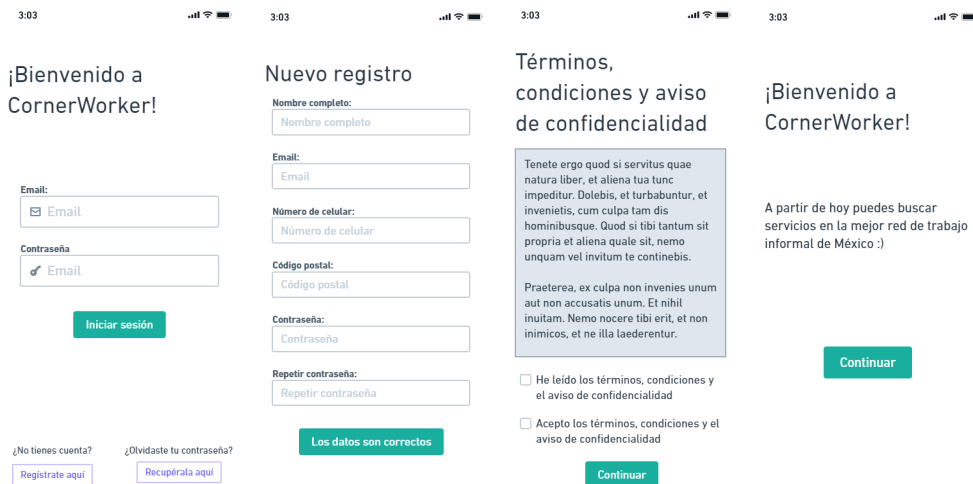 3:03
¡Bienvenido a
CornerWorker!
Email:
Email
Contraseña
Email
Iniciar sesión
¿No tienes cuenta?
Regístrate aquí
¿Olvidaste tu contraseña?
Recupérala aquí
3:03
Nuevo registro
Nombre completo:
Nombre completo
Email:
Email
Número de celular:
Número de celular
Código postal:
Código postal
Contraseña:
Contraseña
Repetir contraseña:
Repetir contraseña
Los datos son correctos
3:03
Términos,
condiciones y aviso
de confidencialidad
Tenete ergo quod si servitus quae
natura liber, et aliena tua tunc
impeditur. Dolebis, et turbabuntur, et
invenietis, cum culpa tam dis
hominibusque. Quod si tibi tantum sit
propria et aliena quale sit, nemo
unquam vel invitum te continebis.
Praeterea, ex culpa non invenies unum
aut non accusatis unum. Et nihil
inuitam. Nemo nocere tibi erit, et non
inimicos, et ne illa laederentur.
He leído los términos, condiciones y
el aviso de confidencialidad
Acepto los términos, condiciones y el
aviso de confidencialidad
Continuar
3:03
¡Bienvenido a
CornerWorker!
A partir de hoy puedes buscar
servicios en la mejor red de trabajo
informal de México :)
Continuar